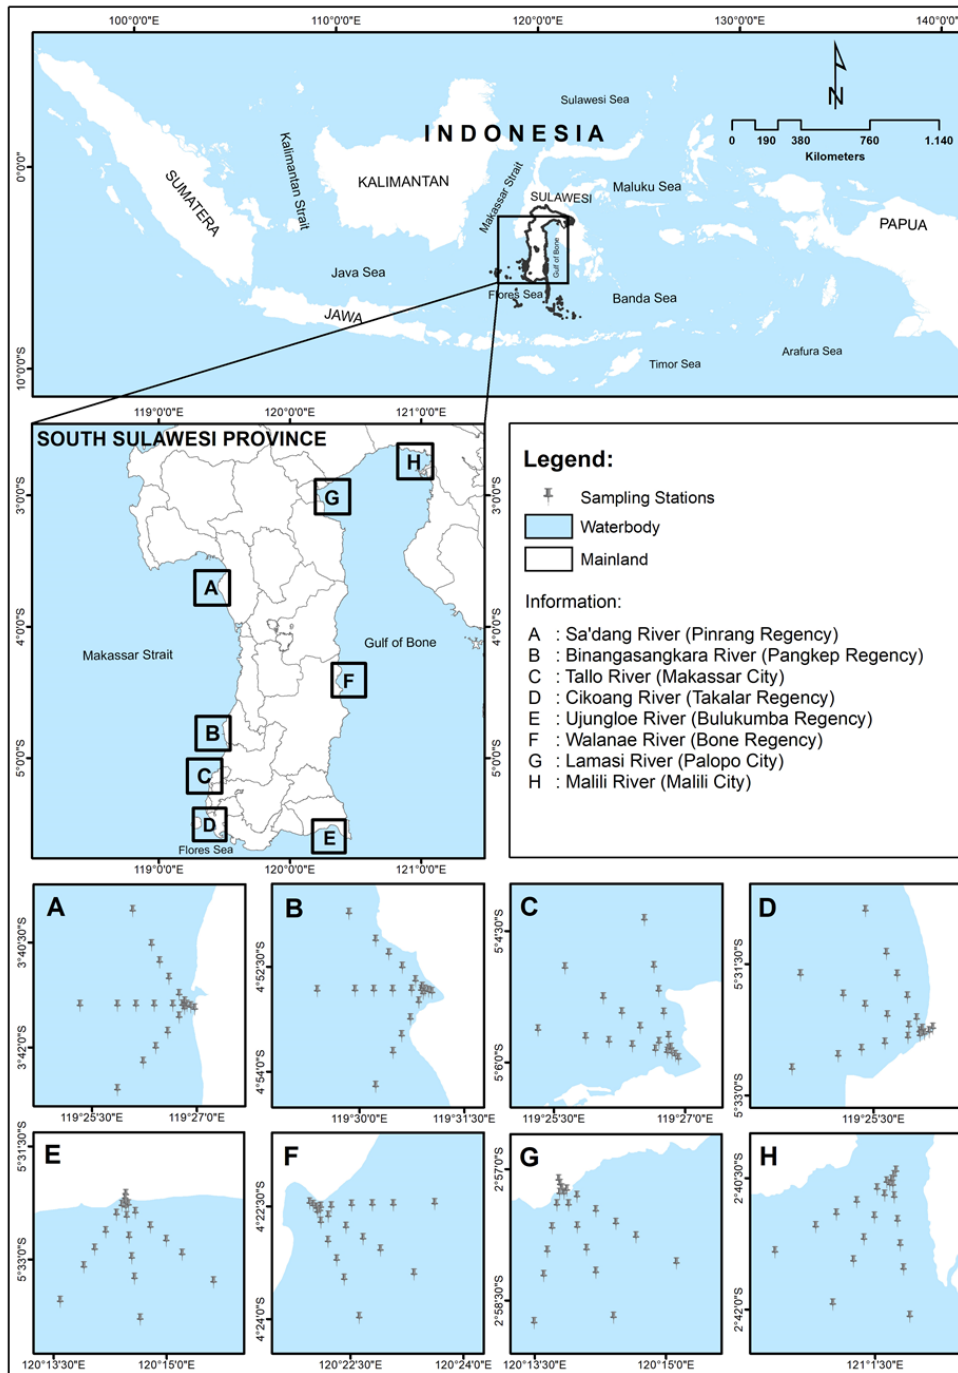 100°0'0"E 110°0'0"E 120°0'0"E 130°0'0"E 140°0'0"E
0°0'0"
10°0'0"S
Sulawesi Sea
N
INDONESIA
0 190 380 760 1.140
Kilometers
SUMATERA
Kalimantan Strait
KALIMANTAN
Makassar Strait
SULAWESI
Maluku Sea
PAPUA
Gulf of Bone
Java Sea
Flores Sea
Banda Sea
JAWA
Timor Sea
Arafura Sea
119°0'0"E 120°0'0"E 121°0'0"E
SOUTH SULAWESI PROVINCE
H
G
3°0'0"S 3°0'0"S
A
4°0'0"S 4°0'0"S
Makassar Strait
Gulf of Bone
F
B
5°0'0"S 5°0'0"S
C
D
E
Flores Sea
119°0'0"E 120°0'0"E 121°0'0"E
Legend:
Sampling Stations
Waterbody
Mainland
Information:
A : Sa'dang River (Pinrang Regency)
B : Binangasangkara River (Pangkep Regency)
C : Tallo River (Makassar City)
D : Cikoang River (Takalar Regency)
E : Ujungloe River (Bulukumba Regency)
F : Walanae River (Bone Regency)
G : Lamasi River (Palopo City)
H : Malili River (Malili City)
A
3°40'30"S
3°42'0"S
119°25'30"E 119°27'0"E
B
4°52'30"S
4°54'0"S
119°30'0"E 119°31'30"E
C
5°4'30"S
5°6'0"S
119°25'30"E 119°27'0"E
D
5°31'30"S
5°33'0"S
119°25'30"E
E
5°31'30"S
5°33'0"S
120°13'30"E 120°15'0"E
F
4°22'30"S
4°24'0"S
120°22'30"E 120°24'0"E
G
2°57'0"S
2°58'30"S
120°13'30"E 120°15'0"E
H
2°40'30"S
2°42'0"S
121°1'30"E